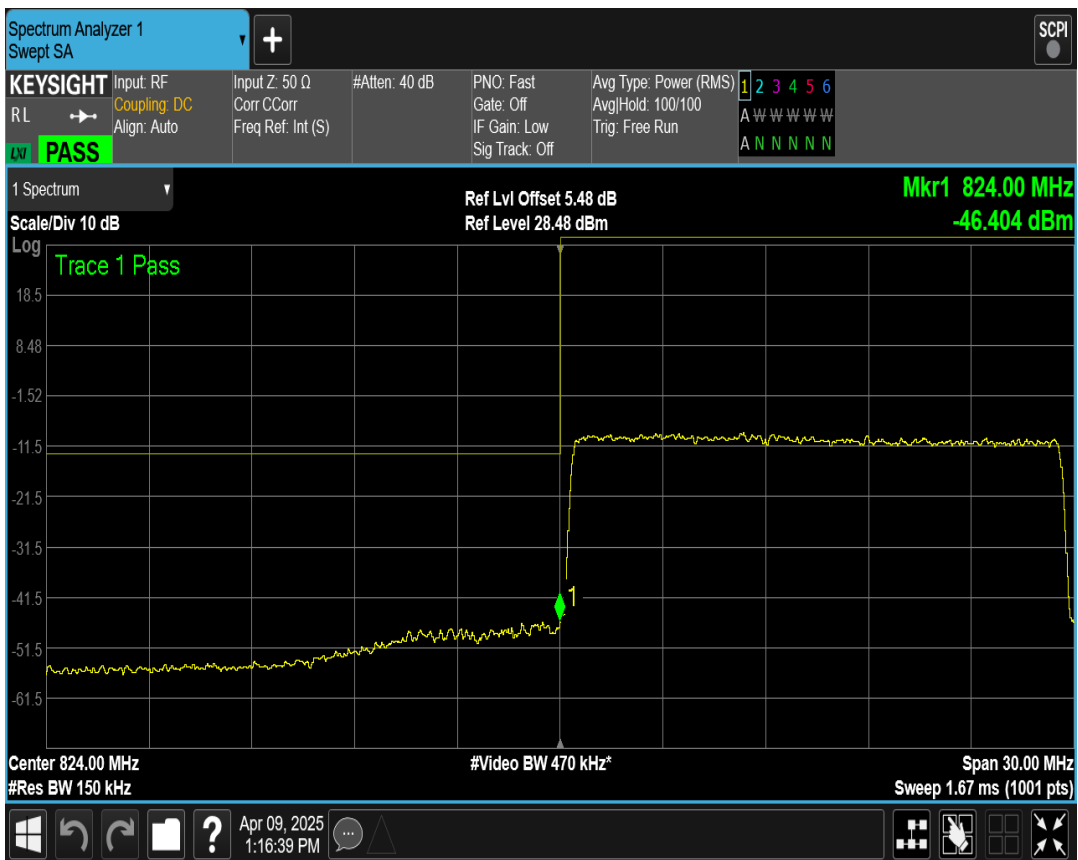 Spectrum Analyzer 1
Swept SA
SCPI
KEYSIGHT
RL
LXI
PASS
Input: RF
Coupling: DC
Align: Auto
Input Z: 50 Ω
Corr CCorr
Freq Ref: Int (S)
#Atten: 40 dB
PNO: Fast
Gate: Off
IF Gain: Low
Sig Track: Off
Avg Type: Power (RMS)
Avg|Hold: 100/100
Trig: Free Run
1 2 3 4 5 6
A W W W W W
A N N N N N
1 Spectrum
Scale/Div 10 dB
Ref Lvl Offset 5.48 dB
Ref Level 28.48 dBm
Mkr1 824.00 MHz
-46.404 dBm
Log
Trace 1 Pass
18.5
8.48
-1.52
-11.5
-21.5
-31.5
-41.5
-51.5
-61.5
1
Center 824.00 MHz
#Video BW 470 kHz*
Span 30.00 MHz
#Res BW 150 kHz
Sweep 1.67 ms (1001 pts)
?
Apr 09, 2025
1:16:39 PM